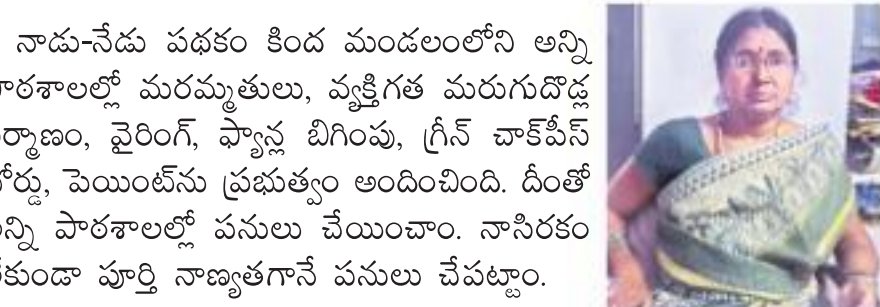 నాడు-నేడు పథకం కింద మండలంలోని అన్ని
పాఠశాలల్లో మరమ్మతులు, వ్యక్తిగత మరుగుదొడ్ల
నిర్మాణం, వైరింగ్, ఫ్యాన్ల బిగింపు, గ్రీన్ చాక్‌పీస్
బోర్డు, పెయింట్‌ను ప్రభుత్వం అందించింది. దీంతో
అన్ని పాఠశాలల్లో పనులు చేయించాం. నాసిరకం
లేకుండా పూర్తి నాణ్యతగానే పనులు చేపట్టాం.